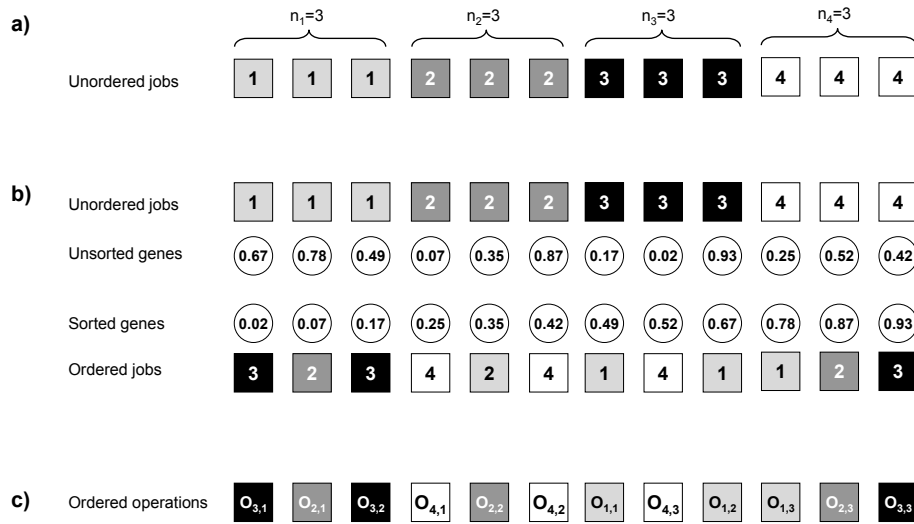 a)
n1=3 n2=3 n3=3 n4=3
Unordered jobs 1 1 1 2 2 2 3 3 3 4 4 4
b)
Unordered jobs 1 1 1 2 2 2 3 3 3 4 4 4
Unsorted genes 0.67 0.78 0.49 0.07 0.35 0.87 0.17 0.02 0.93 0.25 0.52 0.42
Sorted genes 0.02 0.07 0.17 0.25 0.35 0.42 0.49 0.52 0.67 0.78 0.87 0.93
Ordered jobs 3 2 3 4 2 4 1 4 1 1 2 3
c) Ordered operations O3,1 O2,1 O3,2 O4,1 O2,2 O4,2 O1,1 O4,3 O1,2 O1,3 O2,3 O3,3